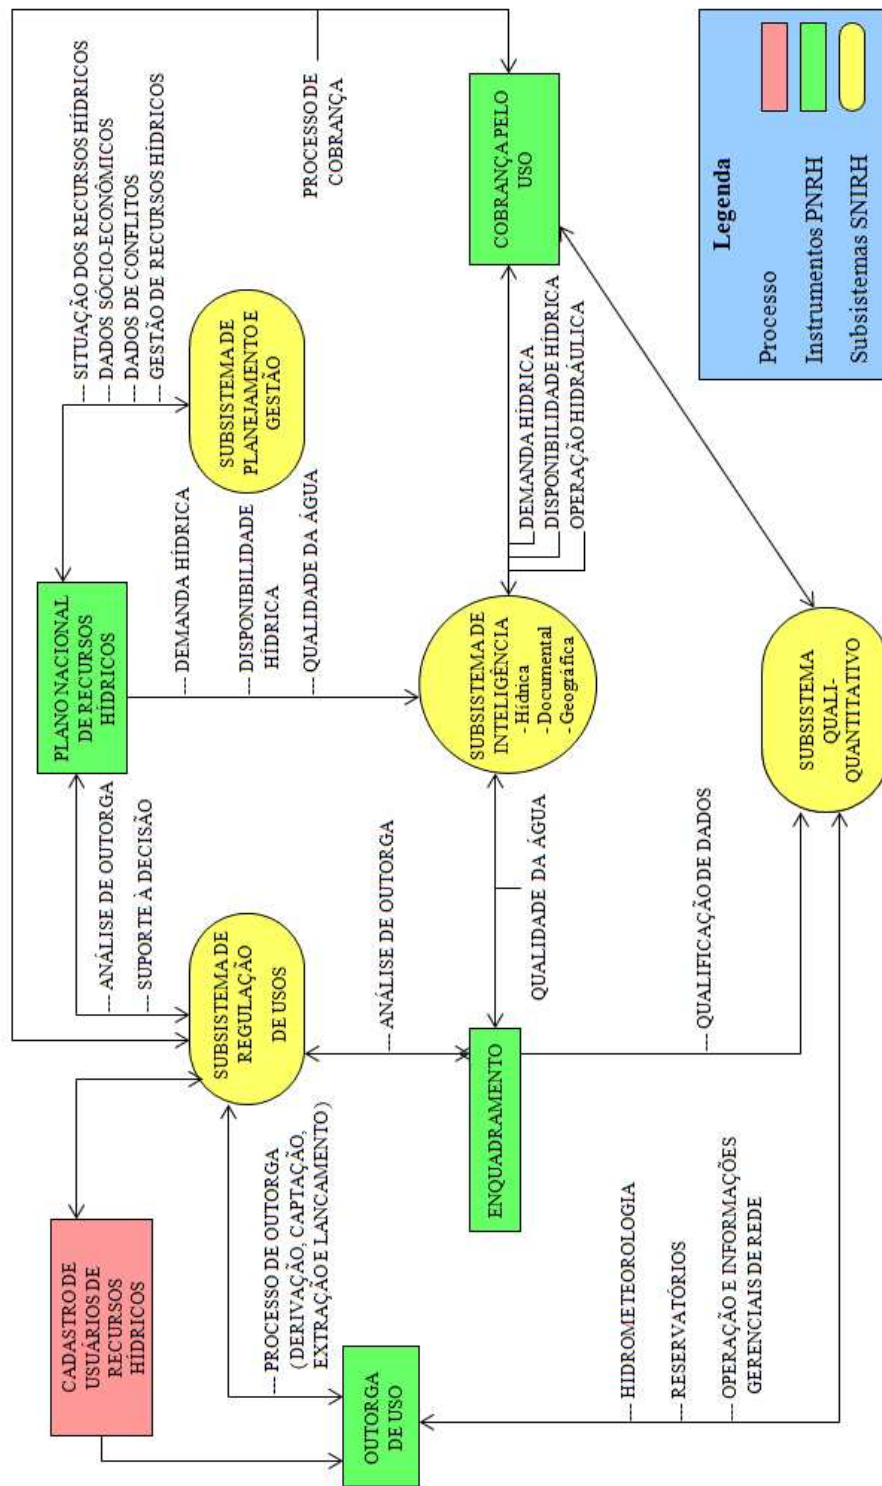 CADASTRO DE
USUÁRIOS DE
RECURSOS
HÍDRICOS
OUTORGA
DE USO
--- PROCESSO DE OUTORGA
(DERIVAÇÃO, CAPTAÇÃO,
EXTRAÇÃO E LANCAMENTO )
--- HIDROMETEOROLOGIA
--- RESERVATÓRIOS
--- OPERAÇÃO E INFORMAÇÕES
GERENCIAIS DE REDE
SUBSISTEMA DE
REGULAÇÃO
DE USOS
--- ANÁLISE DE OUTORGA
--- SUPORTE À DECISÃO
--- ANÁLISE DE OUTORGA
ENQUADRAMENTO
QUALIDADE DA ÁGUA
--- QUALIFICAÇÃO DE DADOS
PLANO NACIONAL
DE RECURSOS
HÍDRICOS
--- DEMANDA HÍDRICA
--- DISPONIBILIDADE
HÍDRICA
--- QUALIDADE DA ÁGUA
SUBSISTEMA DE
INTELIGÊNCIA
- Hídrica
- Documental
- Geográfica
SUBSISTEMA
QUALI-
QUANTITATIVO
--- SITUAÇÃO DOS RECURSOS HÍDRICOS
--- DADOS SÓCIO-ECONÔMICOS
--- DADOS DE CONFLITOS
--- GESTÃO DE RECURSOS HÍDRICOS
SUBSISTEMA DE
PLANEJAMENTO E
GESTÃO
DEMANDA HÍDRICA
DISPONIBILIDADE HÍDRICA
OPERAÇÃO HIDRÁULICA
PROCESSO DE
COBRANÇA
COBRANÇA PELO
USO
Legenda
Processo
Instrumentos PNRH
Subsistemas SNIRH